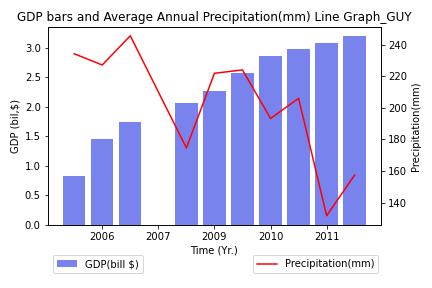 GDP bars and Average Annual Precipitation(mm) Line Graph_GUY
GDP (bil,$)
3.0
2.5
2.0
1.5
1.0
0.5
0.0
240
220
200
180
160
140
Precipitation(mm)
2006 2007 2009 2010 2011
Time (Yr.)
GDP(bill $)
Precipitation(mm)